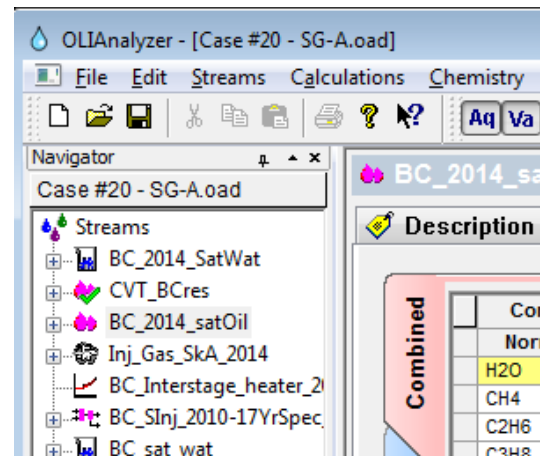 OLIAnalyzer - [Case #20 - SG-A.oad]
File Edit Streams Calculations Chemistry
Aq Va
Navigator
Case #20 - SG-A.oad
BC_2014_sa
Description
Streams
BC_2014_SatWat
CVT_BCres
BC_2014_satOil
Inj_Gas_SkA_2014
BC_Interstage_heater_2
BC_SInj_2010-17YrSpec_
BC_sat_wat
Combined
Co
Nor
H2O
CH4
C2H6
C3H8